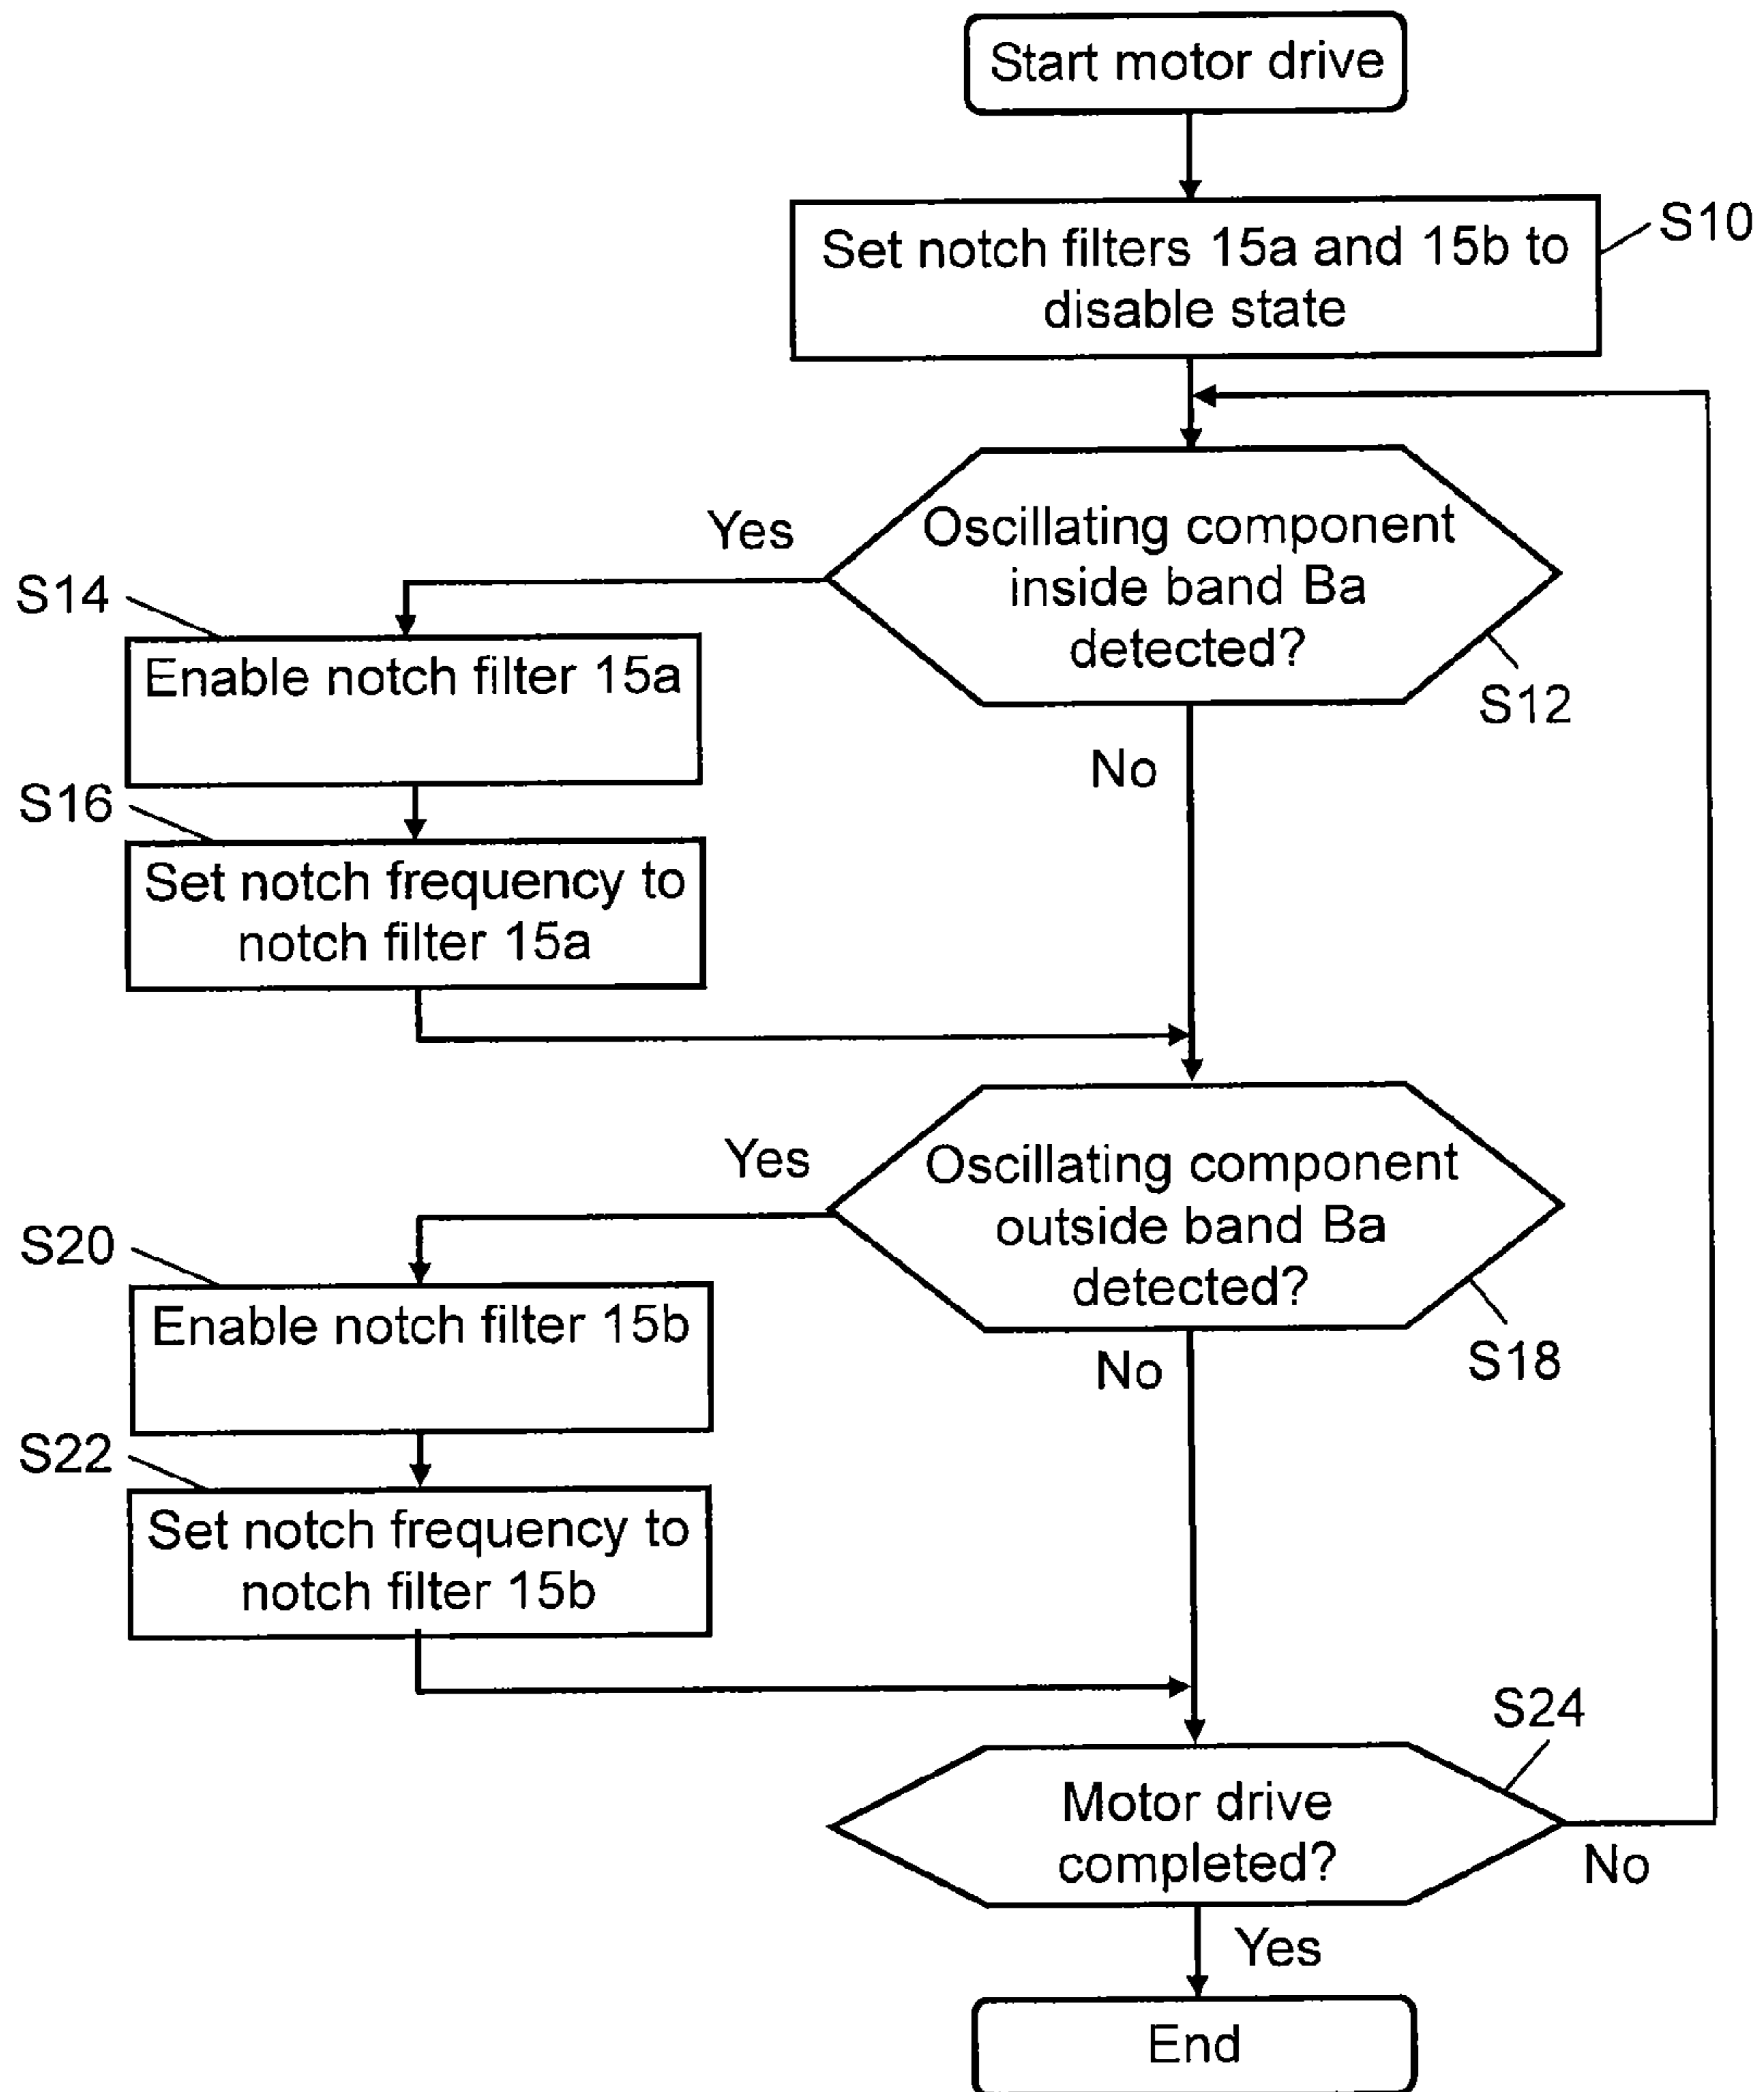 Start motor drive
Set notch filters 15a and 15b to
disable state
S10
Oscillating component
inside band Ba
detected?
S12
Yes
No
S14
Enable notch filter 15a
S16
Set notch frequency to
notch filter 15a
Oscillating component
outside band Ba
detected?
S18
Yes
No
S20
Enable notch filter 15b
S22
Set notch frequency to
notch filter 15b
S24
Motor drive
completed?
No
Yes
End